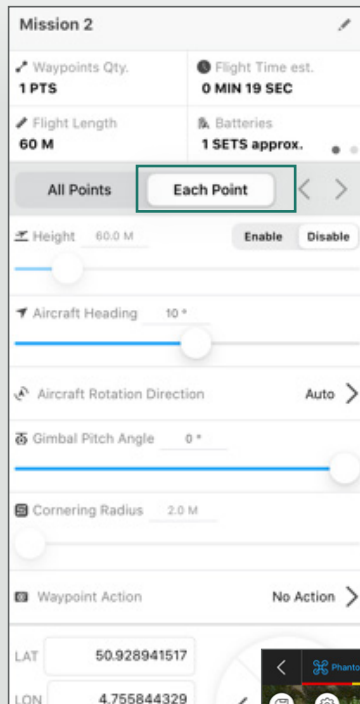 Mission 2
Waypoints Qty.
1 PTS
Flight Time est.
0 MIN 19 SEC
Flight Length
60 M
Batteries
1 SETS approx.
All Points Each Point
Height 60.0 M Enable Disable
Aircraft Heading 10 °
Aircraft Rotation Direction Auto
Gimbal Pitch Angle 0 °
Cornering Radius 2.0 M
Waypoint Action No Action
LAT 50.928941517
LON 4.755844329